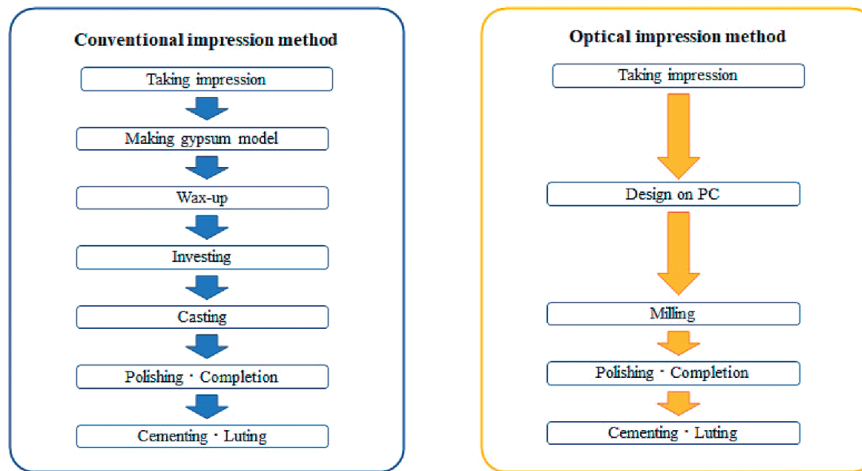 Conventional impression method
Taking impression
Making gypsum model
Wax-up
Investing
Casting
Polishing・Completion
Cementing・Luting
Optical impression method
Taking impression
Design on PC
Milling
Polishing・Completion
Cementing・Luting